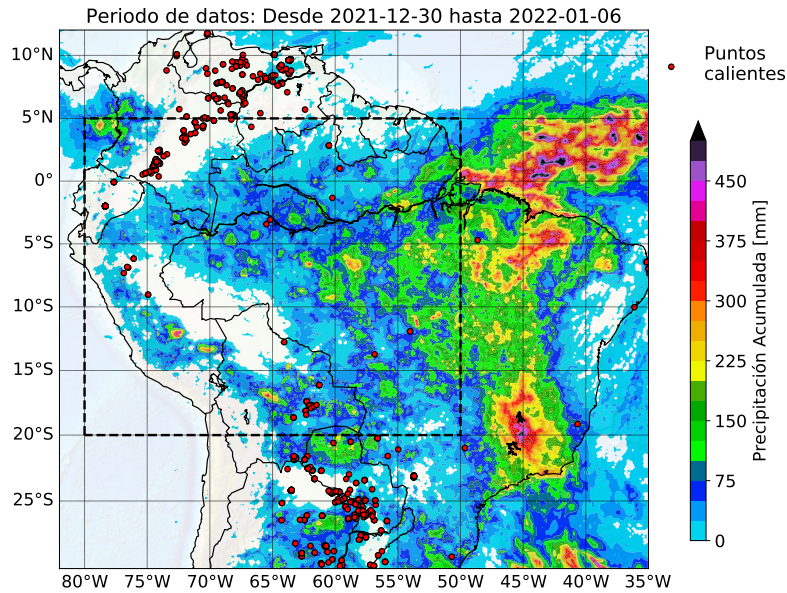 Periodo de datos: Desde 2021-12-30 hasta 2022-01-06
Puntos
calientes
10°N
5°N
0°
5°S
10°S
15°S
20°S
25°S
80°W
75°W
70°W
65°W
60°W
55°W
50°W
45°W
40°W
35°W
450
375
300
225
150
75
0
Precipitación Acumulada [mm]